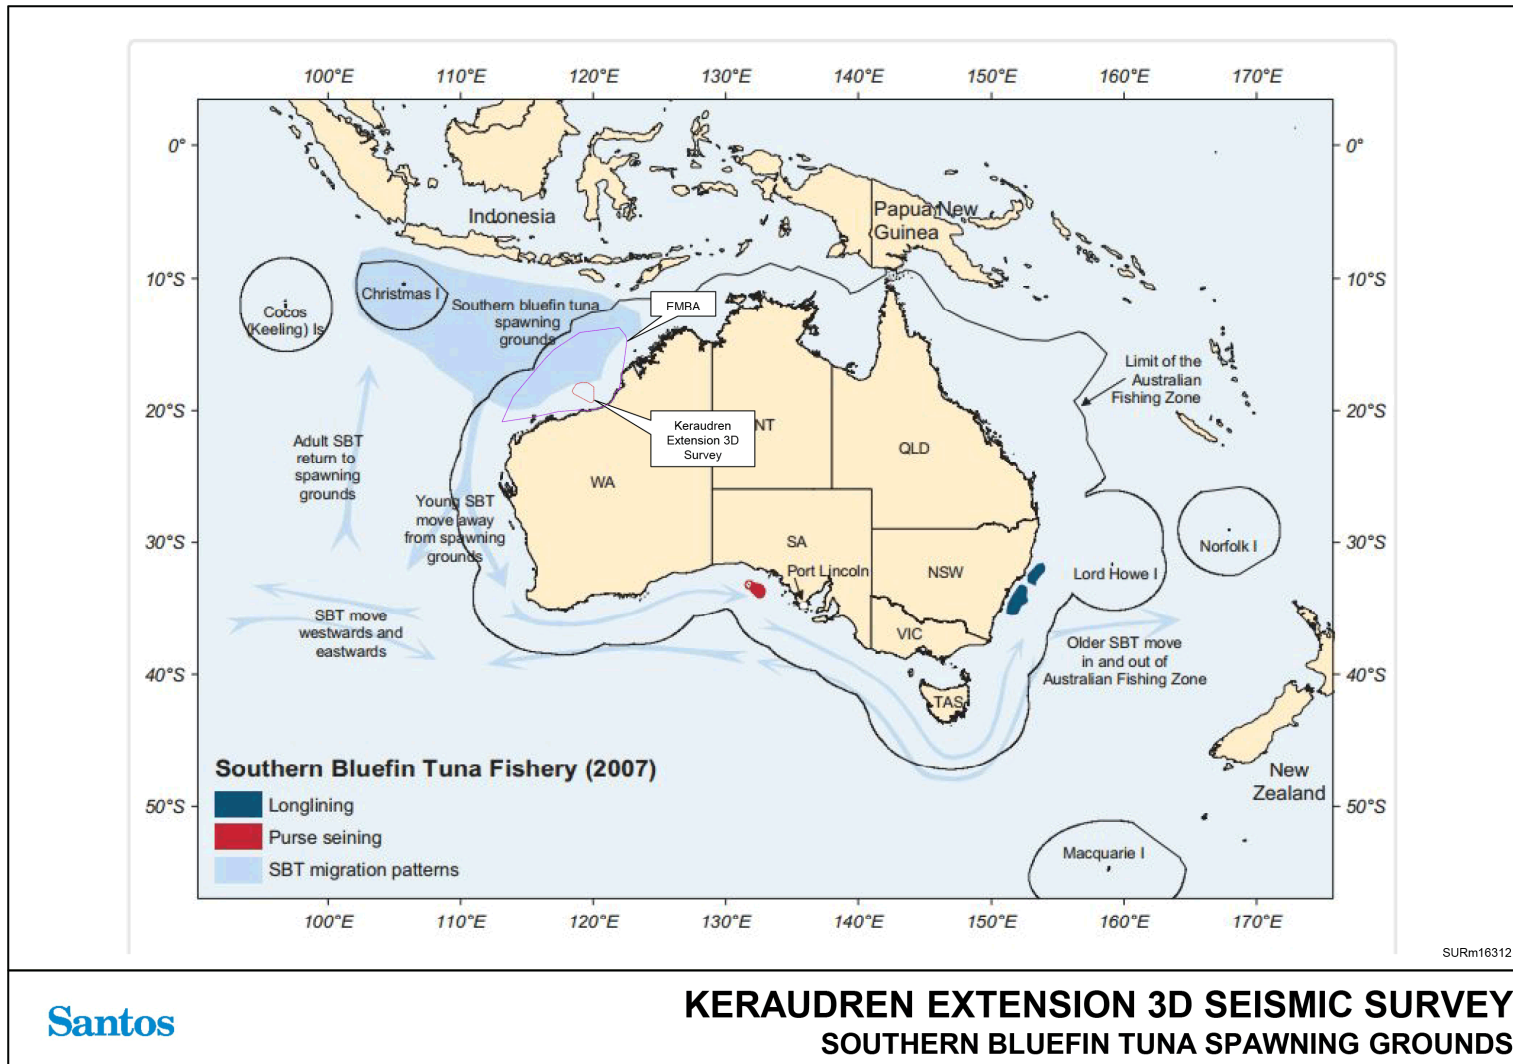 100°E 110°E 120°E 130°E 140°E 150°E 160°E 170°E
0° 0°
Indonesia
Papua New
Guinea
10°S 10°S
Christmas I
Cocos
(Keeling) Is
Southern bluefin tuna
spawning
grounds
EMBA
Limit of the
Australian
Fishing Zone
20°S 20°S
Keraudren
Extension 3D
Survey
NT
QLD
Adult SBT
return to
spawning
grounds
WA
Young SBT
move away
from spawning
grounds
30°S 30°S
SA
Port Lincoln
NSW
Lord Howe I
Norfolk I
SBT move
westwards and
eastwards
VIC
Older SBT move
in and out of
Australian Fishing Zone
40°S 40°S
TAS
Southern Bluefin Tuna Fishery (2007)
Longlining
Purse seining
SBT migration patterns
New
Zealand
50°S 50°S
Macquarie I
100°E 110°E 120°E 130°E 140°E 150°E 160°E 170°E
SURm16312
Santos
KERAUDREN EXTENSION 3D SEISMIC SURVEY
SOUTHERN BLUEFIN TUNA SPAWNING GROUNDS